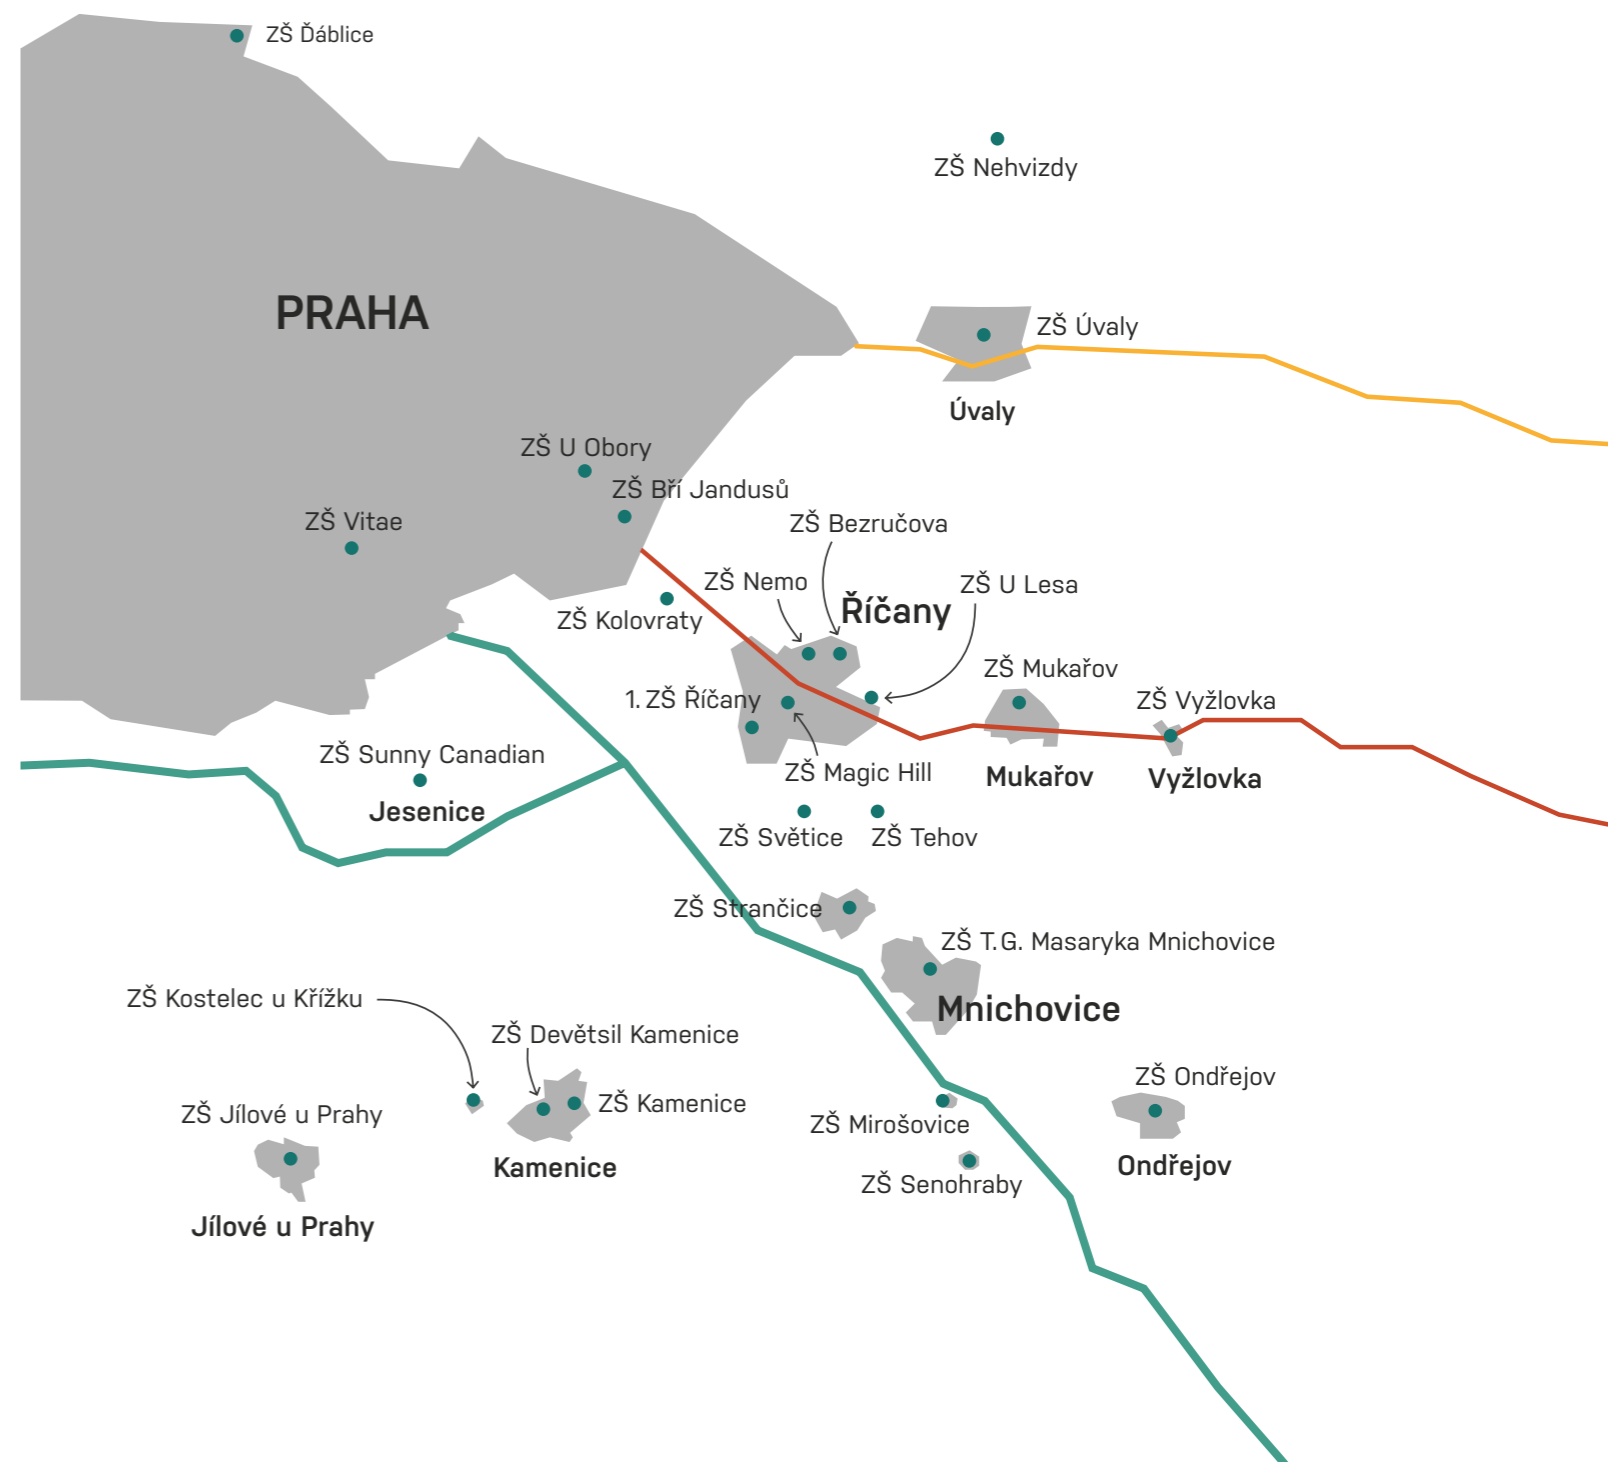 ZŠ Ďáblice
ZŠ Nehvizdy
PRAHA
ZŠ Úvaly
Úvaly
ZŠ U Obory
ZŠ Bří Jandusů
ZŠ Vitae
ZŠ Bezručova
ZŠ Nemo
ZŠ U Lesa
Říčany
ZŠ Kolovraty
ZŠ Mukařov
1. ZŠ Říčany
ZŠ Vyžlovka
ZŠ Sunny Canadian
ZŠ Magic Hill
Mukařov
Vyžlovka
Jesenice
ZŠ Světice
ZŠ Tehov
ZŠ Strančice
ZŠ T.G. Masaryka Mnichovice
ZŠ Kostelec u Křížku
Mnichovice
ZŠ Devětsil Kamenice
ZŠ Ondřejov
ZŠ Kamenice
ZŠ Jílové u Prahy
ZŠ Mirošovice
Kamenice
Ondřejov
ZŠ Senohraby
Jílové u Prahy